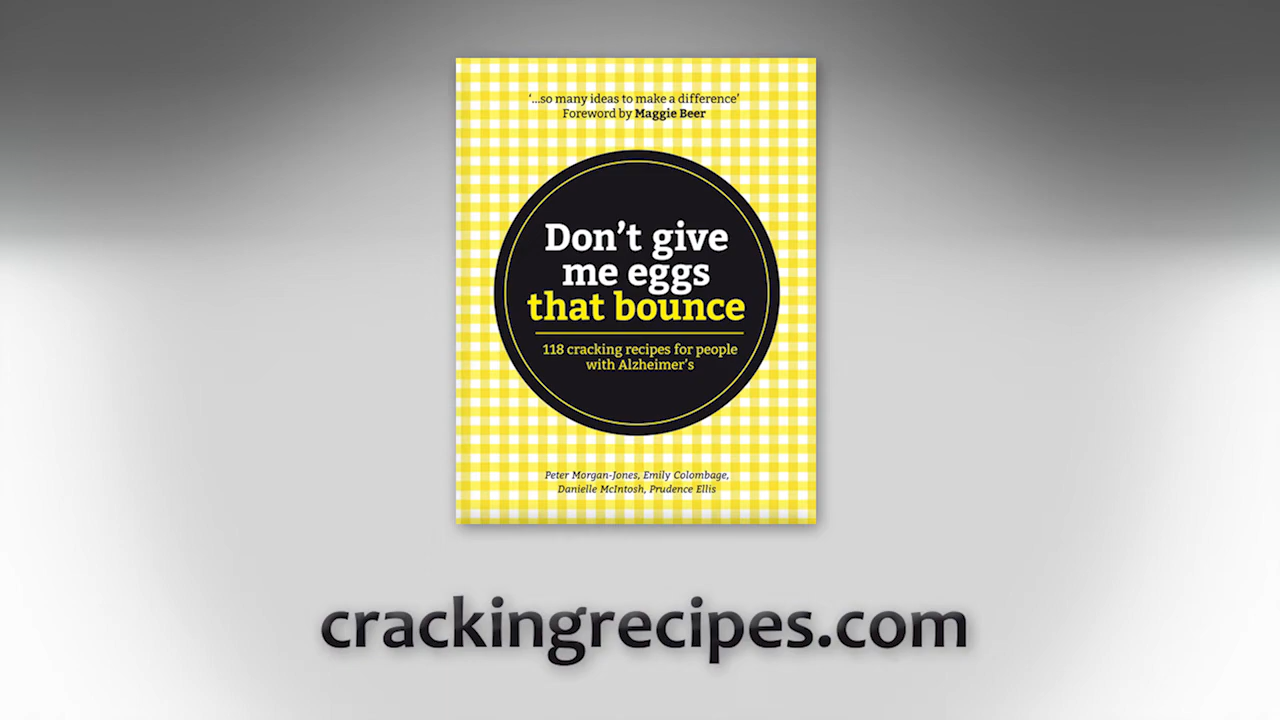 ‘...so many ideas to make a difference’
Foreword by Maggie Beer
Don’t give
me eggs
that bounce
118 cracking recipes for people
with Alzheimer’s
Peter Morgan-Jones, Emily Colombage,
Danielle McIntosh, Prudence Ellis
crackingrecipes.com